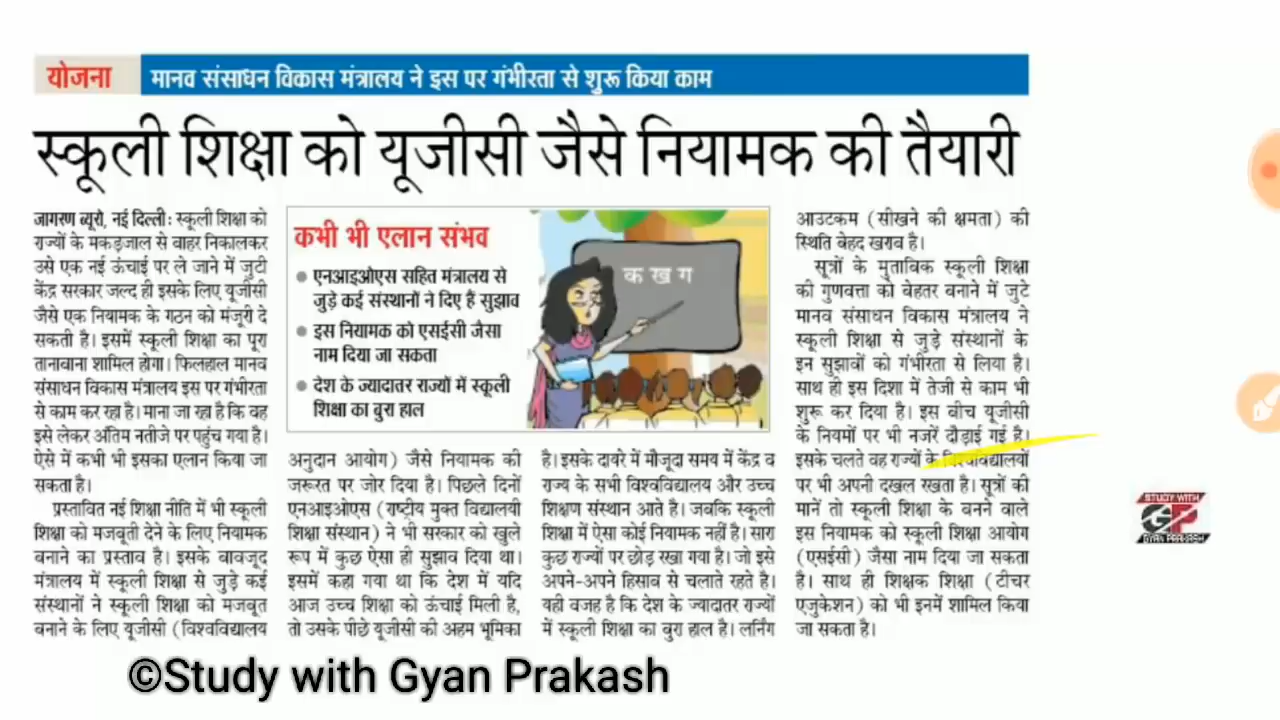 योजना
मानव संसाधन विकास मंत्रालय ने इस पर गंभीरता से शुरू किया काम
स्कूली शिक्षा को यूजीसी जैसे नियामक की तैयारी
जागरण ब्यूरो, नई दिल्ली: स्कूली शिक्षा को
राज्यों के मकड़जाल से बाहर निकालकर
उसे एक नई ऊंचाई पर ले जाने में जुटी
केंद्र सरकार जल्द ही इसके लिए यूजीसी
जैसे एक नियामक के गठन को मंजूरी दे
सकती है। इसमें स्कूली शिक्षा का पूरा
तानाबाना शामिल होगा। फिलहाल मानव
संसाधन विकास मंत्रालय इस पर गंभीरता
से काम कर रहा है। माना जा रहा है कि वह
इसे लेकर अंतिम नतीजे पर पहुंच गया है।
ऐसे में कभी भी इसका एलान किया जा
सकता है।
प्रस्तावित नई शिक्षा नीति में भी स्कूली
शिक्षा को मजबूती देने के लिए नियामक
बनाने का प्रस्ताव है। इसके बावजूद
मंत्रालय में स्कूली शिक्षा से जुड़े कई
संस्थानों ने स्कूली शिक्षा को मजबूत
बनाने के लिए यूजीसी (विश्वविद्यालय
कभी भी एलान संभव
● एनआइओएस सहित मंत्रालय से
जुड़े कई संस्थानों ने दिए हैं सुझाव
● इस नियामक को एसईसी जैसा
नाम दिया जा सकता
● देश के ज्यादातर राज्यों में स्कूली
शिक्षा का बुरा हाल
क ख ग
अनुदान आयोग) जैसे नियामक की
जरूरत पर जोर दिया है। पिछले दिनों
एनआइओएस (राष्ट्रीय मुक्त विद्यालयी
शिक्षा संस्थान) ने भी सरकार को खुले
रूप में कुछ ऐसा ही सुझाव दिया था।
इसमें कहा गया था कि देश में यदि
आज उच्च शिक्षा को ऊंचाई मिली है,
तो उसके पीछे यूजीसी की अहम भूमिका
है। इसके दायरे में मौजूदा समय में केंद्र व
राज्य के सभी विश्वविद्यालय और उच्च
शिक्षण संस्थान आते है। जबकि स्कूली
शिक्षा में ऐसा कोई नियामक नहीं है। सारा
कुछ राज्यों पर छोड़ रखा गया है। जो इसे
अपने-अपने हिसाब से चलाते रहते है।
यही वजह है कि देश के ज्यादातर राज्यों
में स्कूली शिक्षा का बुरा हाल है। लर्निंग
आउटकम (सीखने की क्षमता) की
स्थिति बेहद खराब है।
सूत्रों के मुताबिक स्कूली शिक्षा
की गुणवत्ता को बेहतर बनाने में जुटे
मानव संसाधन विकास मंत्रालय ने
स्कूली शिक्षा से जुड़े संस्थानों के
इन सुझावों को गंभीरता से लिया है।
साथ ही इस दिशा में तेजी से काम भी
शुरू कर दिया है। इस बीच यूजीसी
के नियमों पर भी नजरें दौड़ाई गई है।
इसके चलते वह राज्यों के विश्वविद्यालयों
पर भी अपनी दखल रखता है। सूत्रों की
मानें तो स्कूली शिक्षा के बनने वाले
इस नियामक को स्कूली शिक्षा आयोग
(एसईसी) जैसा नाम दिया जा सकता
है। साथ ही शिक्षक शिक्षा (टीचर
एजुकेशन) को भी इनमें शामिल किया
जा सकता है।
STUDY WITH
GP
GYAN PRAKASH
©Study with Gyan Prakash